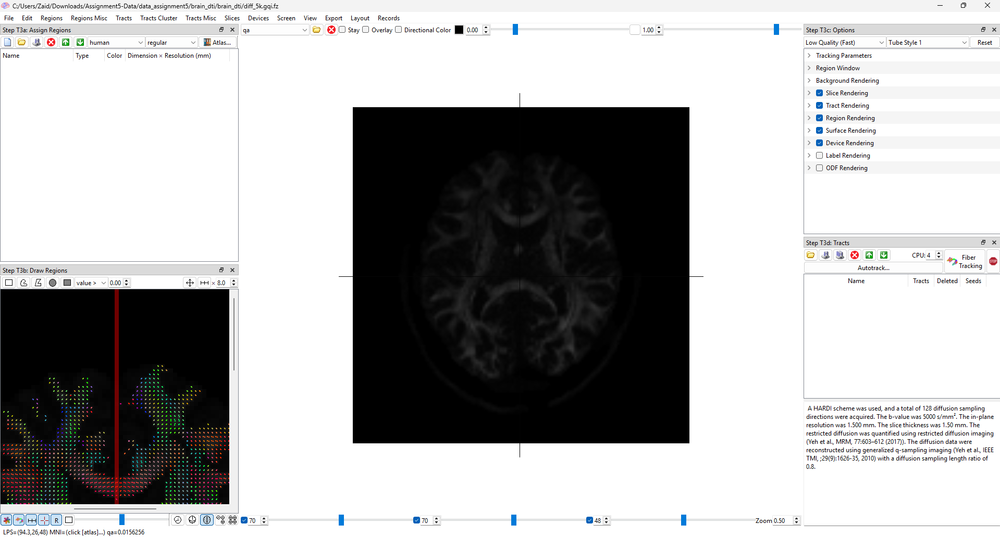 C:/Users/Zaid/Downloads/Assignment5-Data/data_assignment5/brain_dti/brain_dti/diff_5k.gqi.fz
File Edit Regions Regions Misc Tracts Tracts Cluster Tracts Misc Slices Devices Screen View Export Layout Records
Step T3a: Assign Regions
human regular Atlas...
Name Type Color Dimension × Resolution (mm)
Step T3b: Draw Regions
value > 0.00 × 8.0
R
LPS=(94.3,26,48) MNI=(click [atlas]...) qa=0.0156256
qa Stay Overlay Directional Color 0.00 1.00
70 70 48 Zoom 0.50
Step T3c: Options
Low Quality (Fast) Tube Style 1 Reset
Tracking Parameters
Region Window
Background Rendering
Slice Rendering
Tract Rendering
Region Rendering
Surface Rendering
Device Rendering
Label Rendering
ODF Rendering
Step T3d: Tracts
CPU: 4
Fiber Tracking
STOP
Autotrack...
Name Tracts Deleted Seeds
A HARDI scheme was used, and a total of 128 diffusion sampling
directions were acquired. The b-value was 5000 s/mm². The in-plane
resolution was 1.500 mm. The slice thickness was 1.50 mm. The
restricted diffusion was quantified using restricted diffusion imaging
(Yeh et al., MRM, 77:603–612 (2017)). The diffusion data were
reconstructed using generalized q-sampling imaging (Yeh et al., IEEE
TMI, ;29(9):1626-35, 2010) with a diffusion sampling length ratio of
0.8.